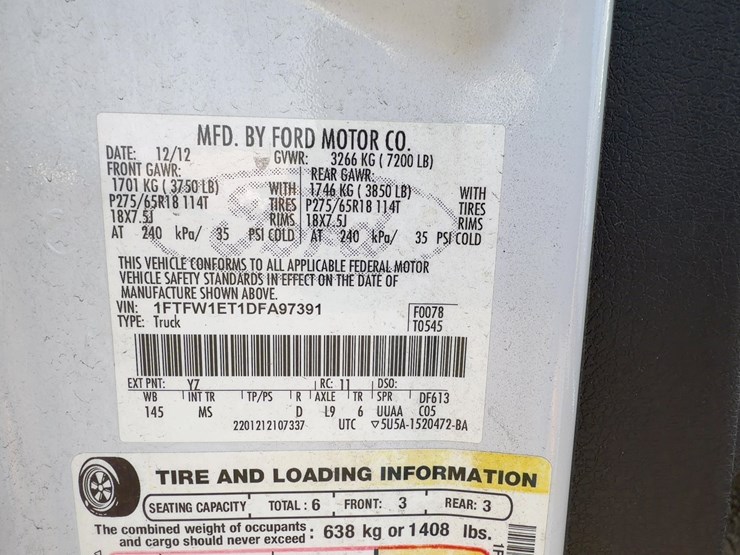 MFD. BY FORD MOTOR CO.
DATE: 12/12 GVWR: 3266 KG ( 7200 LB)
FRONT GAWR: REAR GAWR:
1701 KG ( 3750 LB) WITH 1746 KG ( 3850 LB) WITH
P275/65R18 114T TIRES P275/65R18 114T TIRES
18X7.5J RIMS 18X7.5J RIMS
AT 240 kPa/ 35 PSI COLD AT 240 kPa/ 35 PSI COLD
THIS VEHICLE CONFORMS TO ALL APPLICABLE FEDERAL MOTOR
VEHICLE SAFETY STANDARDS IN EFFECT ON THE DATE OF
MANUFACTURE SHOWN ABOVE.
VIN: 1FTFW1ET1DFA97391 F0078
TYPE: Truck T0545
EXT PNT: YZ RC: 11 DSO:
WB INT TR TP/PS R AXLE TR SPR DF613
145 MS D L9 6 UUAA C05
2201212107337 UTC ▽5U5A-1520472-BA
TIRE AND LOADING INFORMATION
SEATING CAPACITY TOTAL : 6 FRONT: 3 REAR: 3
The combined weight of occupants
and cargo should never exceed : 638 kg or 1408 lbs.